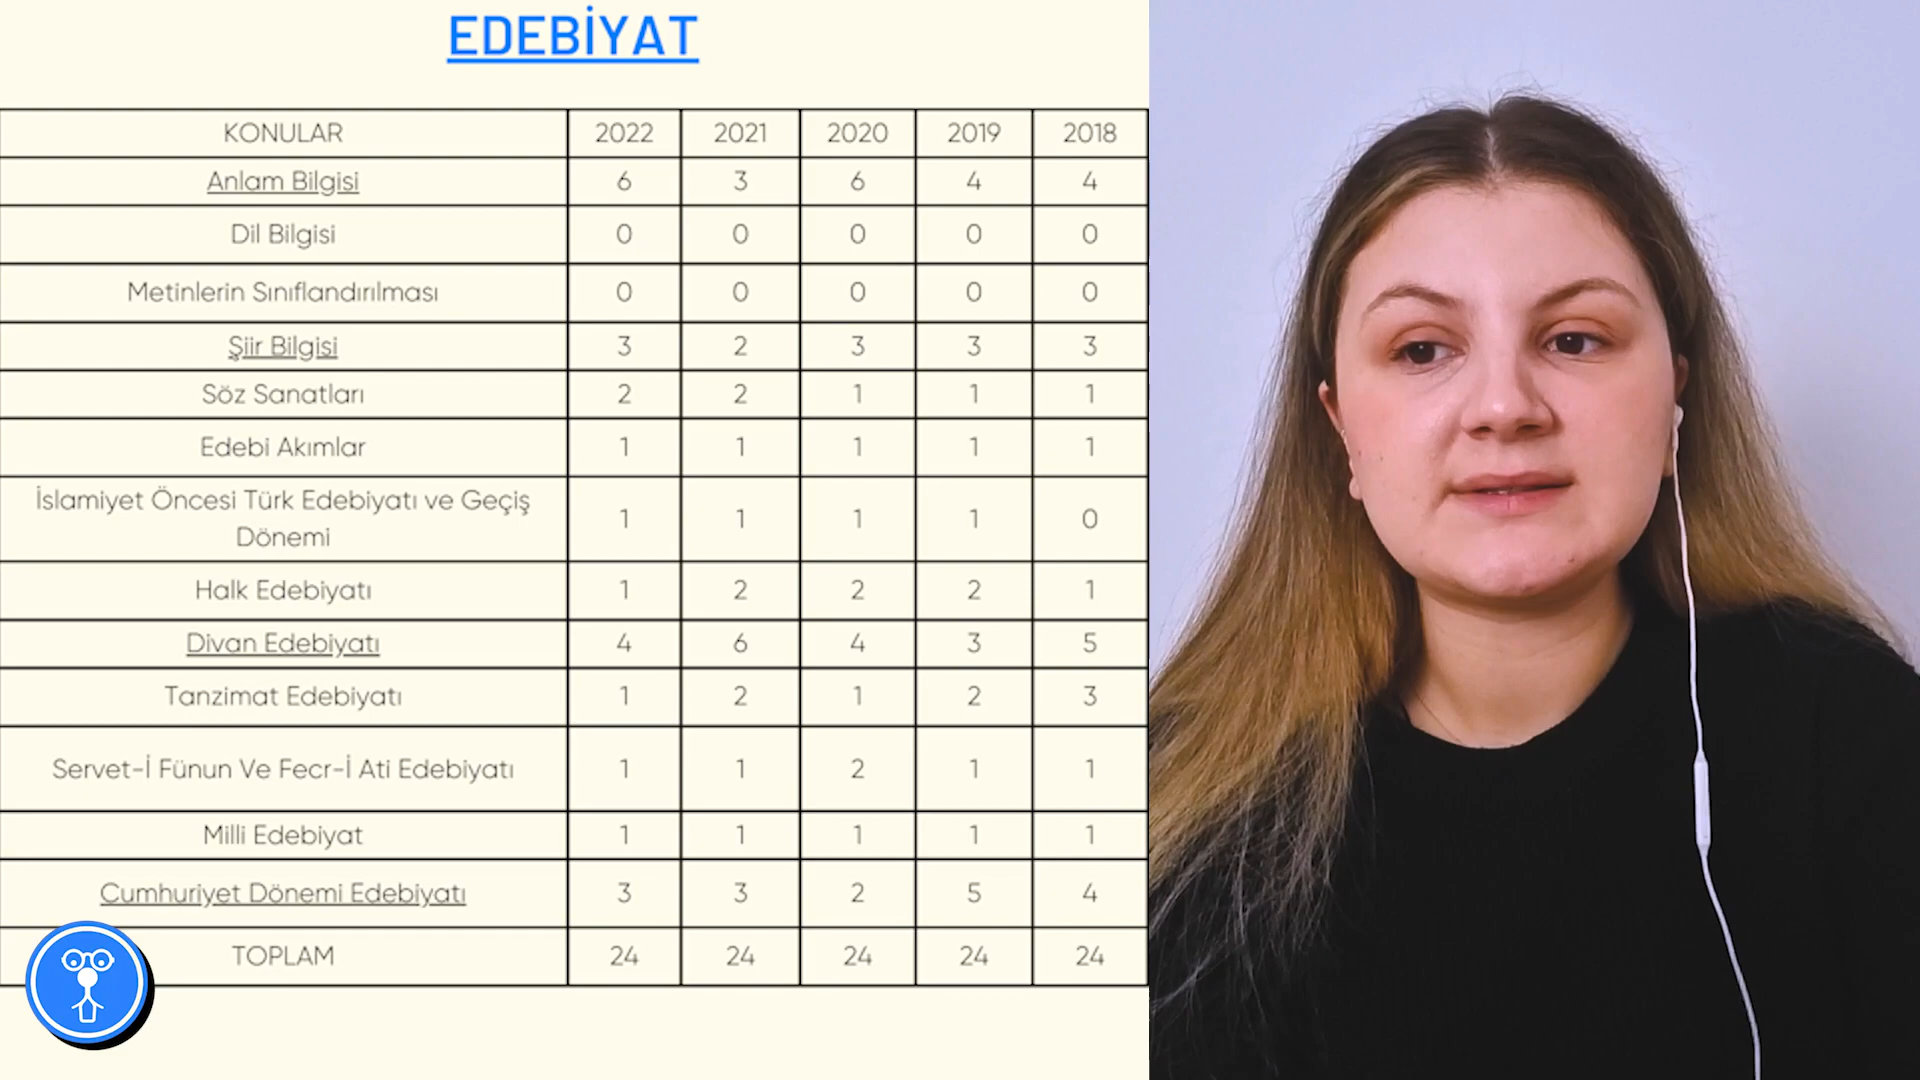 EDEBİYAT
KONULAR 2022 2021 2020 2019 2018
Anlam Bilgisi 6 3 6 4 4
Dil Bilgisi 0 0 0 0 0
Metinlerin Sınıflandırılması 0 0 0 0 0
Şiir Bilgisi 3 2 3 3 3
Söz Sanatları 2 2 1 1 1
Edebi Akımlar 1 1 1 1 1
İslamiyet Öncesi Türk Edebiyatı ve Geçiş
Dönemi 1 1 1 1 0
Halk Edebiyatı 1 2 2 2 1
Divan Edebiyatı 4 6 4 3 5
Tanzimat Edebiyatı 1 2 1 2 3
Servet-İ Fünun Ve Fecr-İ Ati Edebiyatı 1 1 2 1 1
Milli Edebiyat 1 1 1 1 1
Cumhuriyet Dönemi Edebiyatı 3 3 2 5 4
TOPLAM 24 24 24 24 24